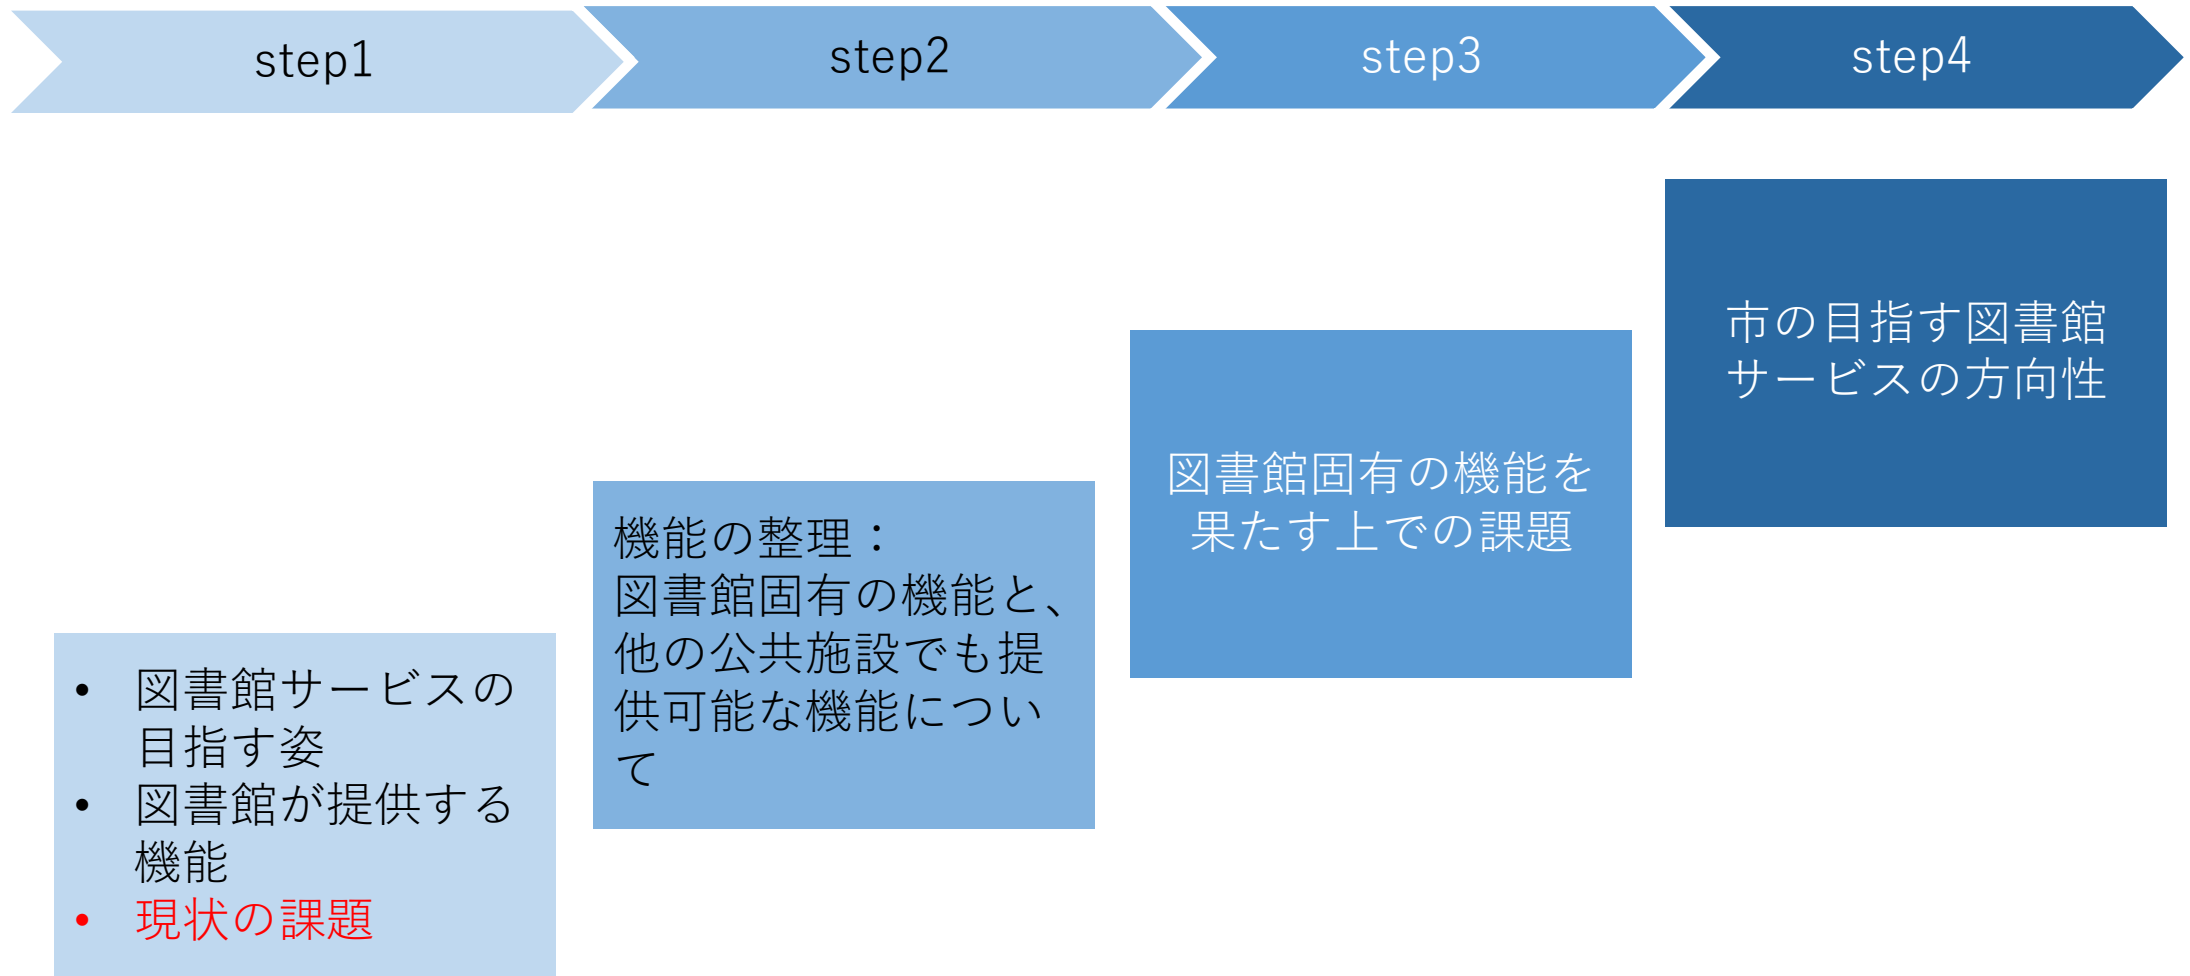 step1
step2
step3
step4
• 図書館サービスの
目指す姿
• 図書館が提供する
機能
• 現状の課題
機能の整理：
図書館固有の機能と、
他の公共施設でも提
供可能な機能につい
て
図書館固有の機能を
果たす上での課題
市の目指す図書館
サービスの方向性